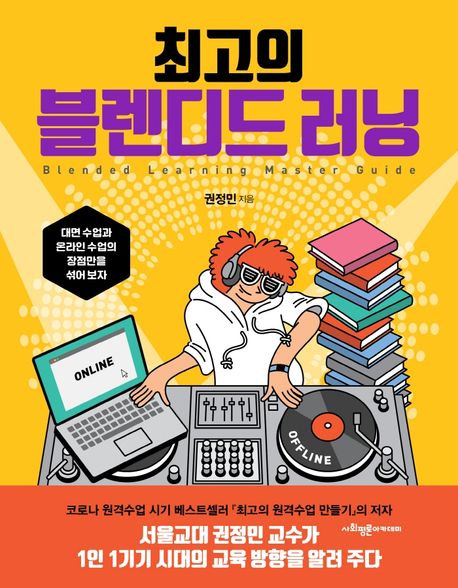 최고의
블렌디드 러닝
Blended Learning Master Guide
권정민 지음
대면 수업과
온라인 수업의
장점만을
섞어 보자
ONLINE
OFFLINE
코로나 원격수업 시기 베스트셀러 「최고의 원격수업 만들기」의 저자
서울교대 권정민 교수가
사회평론아카데미
1인 1기기 시대의 교육 방향을 알려 주다